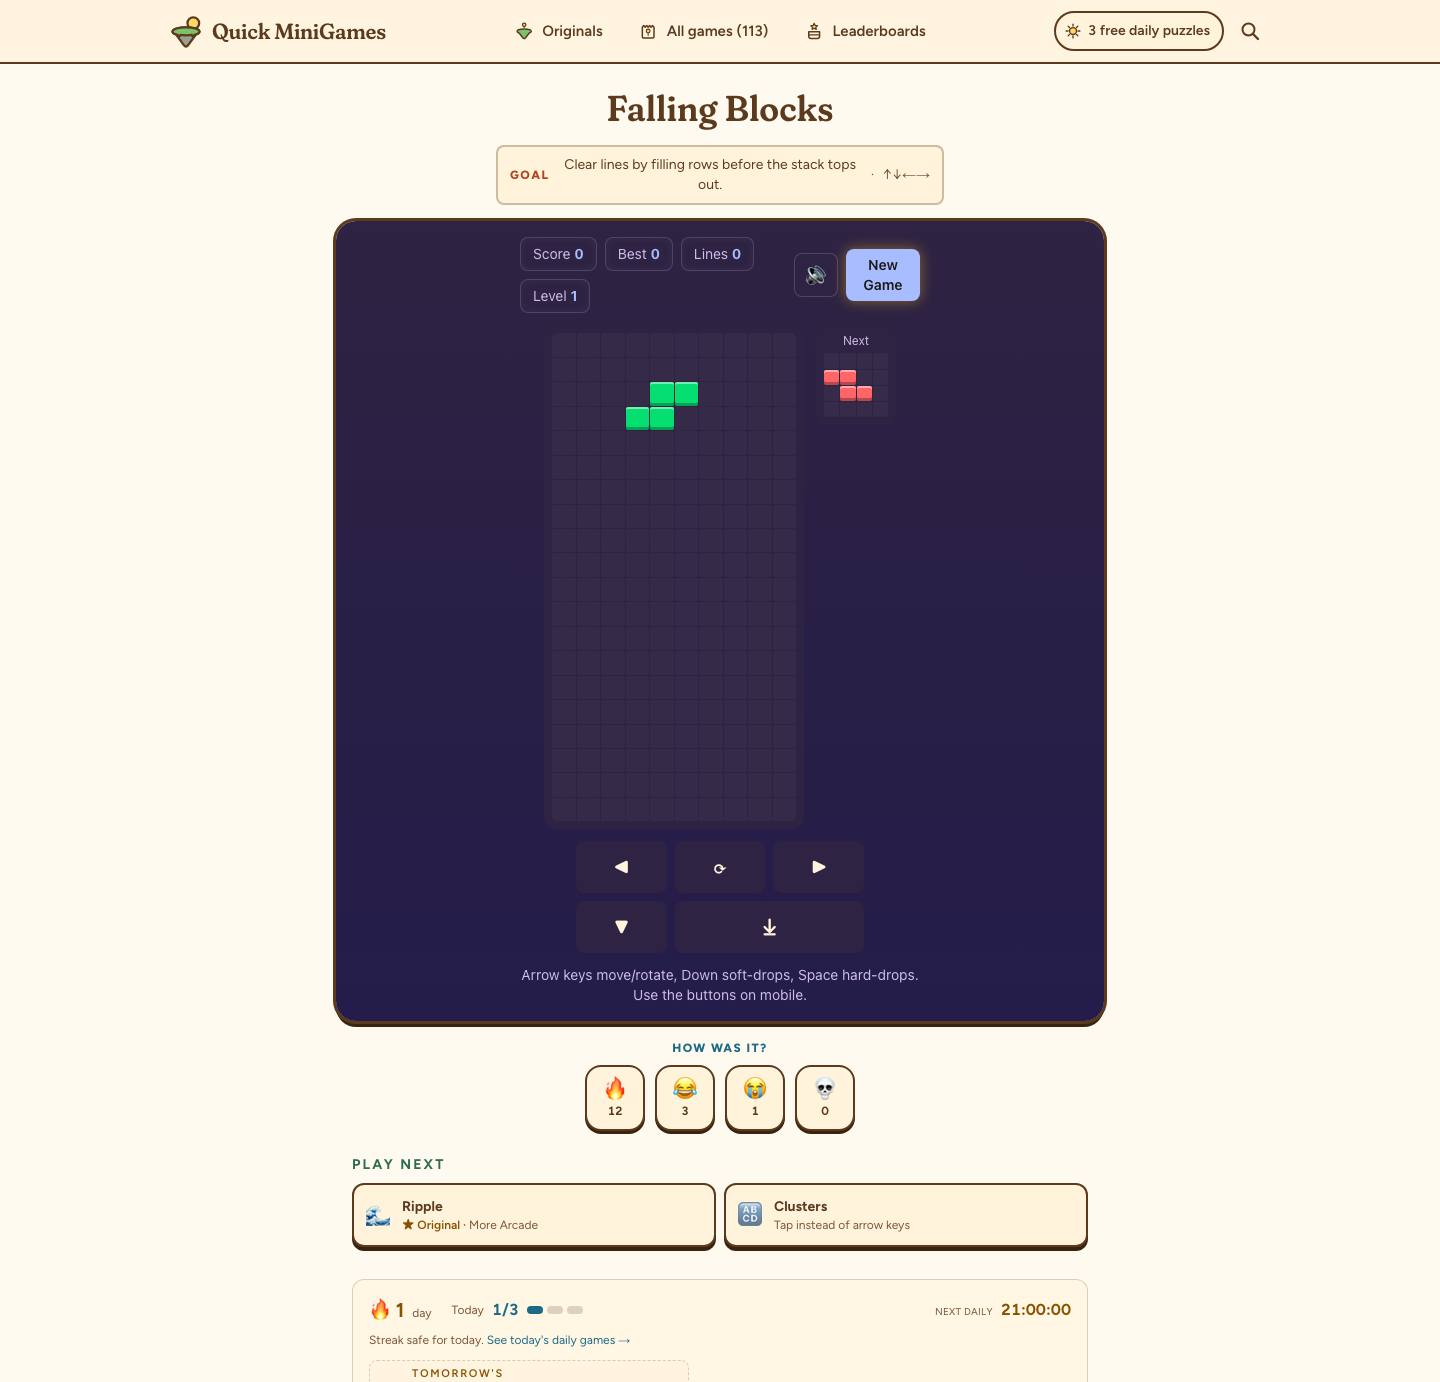 Quick MiniGames
Originals
All games (113)
Leaderboards
3 free daily puzzles
Falling Blocks
GOAL
Clear lines by filling rows before the stack tops
out.
· ↑↓←→
Score 0
Best 0
Lines 0
Level 1
New
Game
Next
Arrow keys move/rotate, Down soft-drops, Space hard-drops.
Use the buttons on mobile.
HOW WAS IT?
12
3
1
0
PLAY NEXT
Ripple
Original · More Arcade
ABCD
Clusters
Tap instead of arrow keys
1 day
Today 1/3
NEXT DAILY 21:00:00
Streak safe for today. See today's daily games →
TOMORROW'S